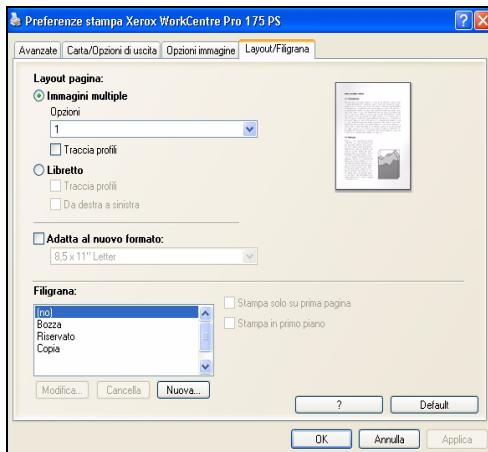 Preferenze stampa Xerox WorkCentre Pro 175 PS
Avanzate Carta/Opzioni di uscita Opzioni immagine Layout/Filigrana
Layout pagina:
Immagini multiple
Opzioni
1
Traccia profili
Libretto
Traccia profili
Da destra a sinistra
Adatta al nuovo formato:
8,5 x 11" Letter
Filigrana:
(no)
Bozza
Riservato
Copia
Stampa solo su prima pagina
Stampa in primo piano
Modifica... Cancella Nuova...
? Default
OK Annulla Applica